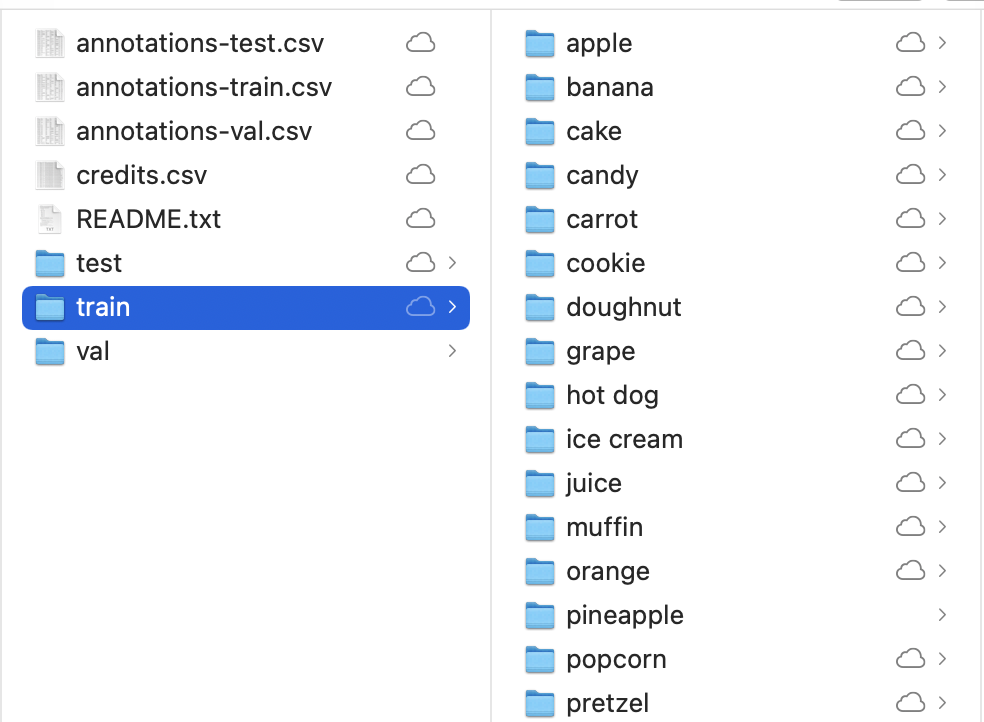 annotations-test.csv
annotations-train.csv
annotations-val.csv
credits.csv
README.txt
test
train
val
apple
banana
cake
candy
carrot
cookie
doughnut
grape
hot dog
ice cream
juice
muffin
orange
pineapple
popcorn
pretzel